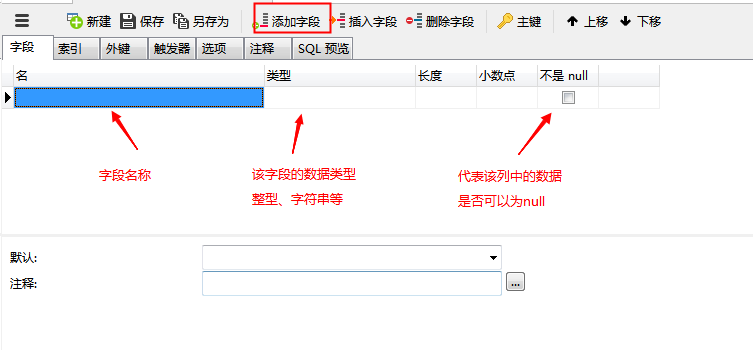 新建 保存 另存为 添加字段 插入字段 删除字段 主键 上移 下移
字段 索引 外键 触发器 选项 注释 SQL 预览
名 类型 长度 小数点 不是 null
字段名称
该字段的数据类型
整型、字符串等
代表该列中的数据
是否可以为null
默认:
注释:
...